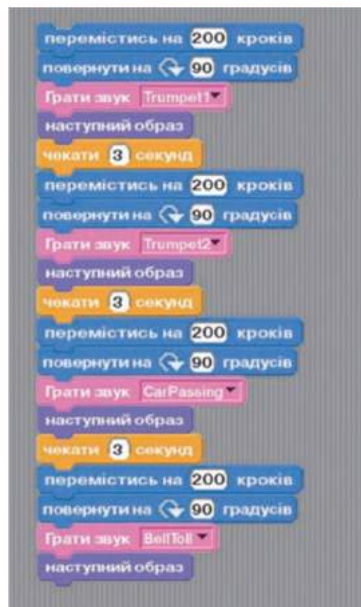 перемістись на 200 кроків
повернути на 90 градусів
Грати звук Trumpet1
наступний образ
чекати 3 секунд
перемістись на 200 кроків
повернути на 90 градусів
Грати звук Trumpet2
наступний образ
чекати 3 секунд
перемістись на 200 кроків
повернути на 90 градусів
Грати звук CarPassing
наступний образ
чекати 3 секунд
перемістись на 200 кроків
повернути на 90 градусів
Грати звук BellToll
наступний образ